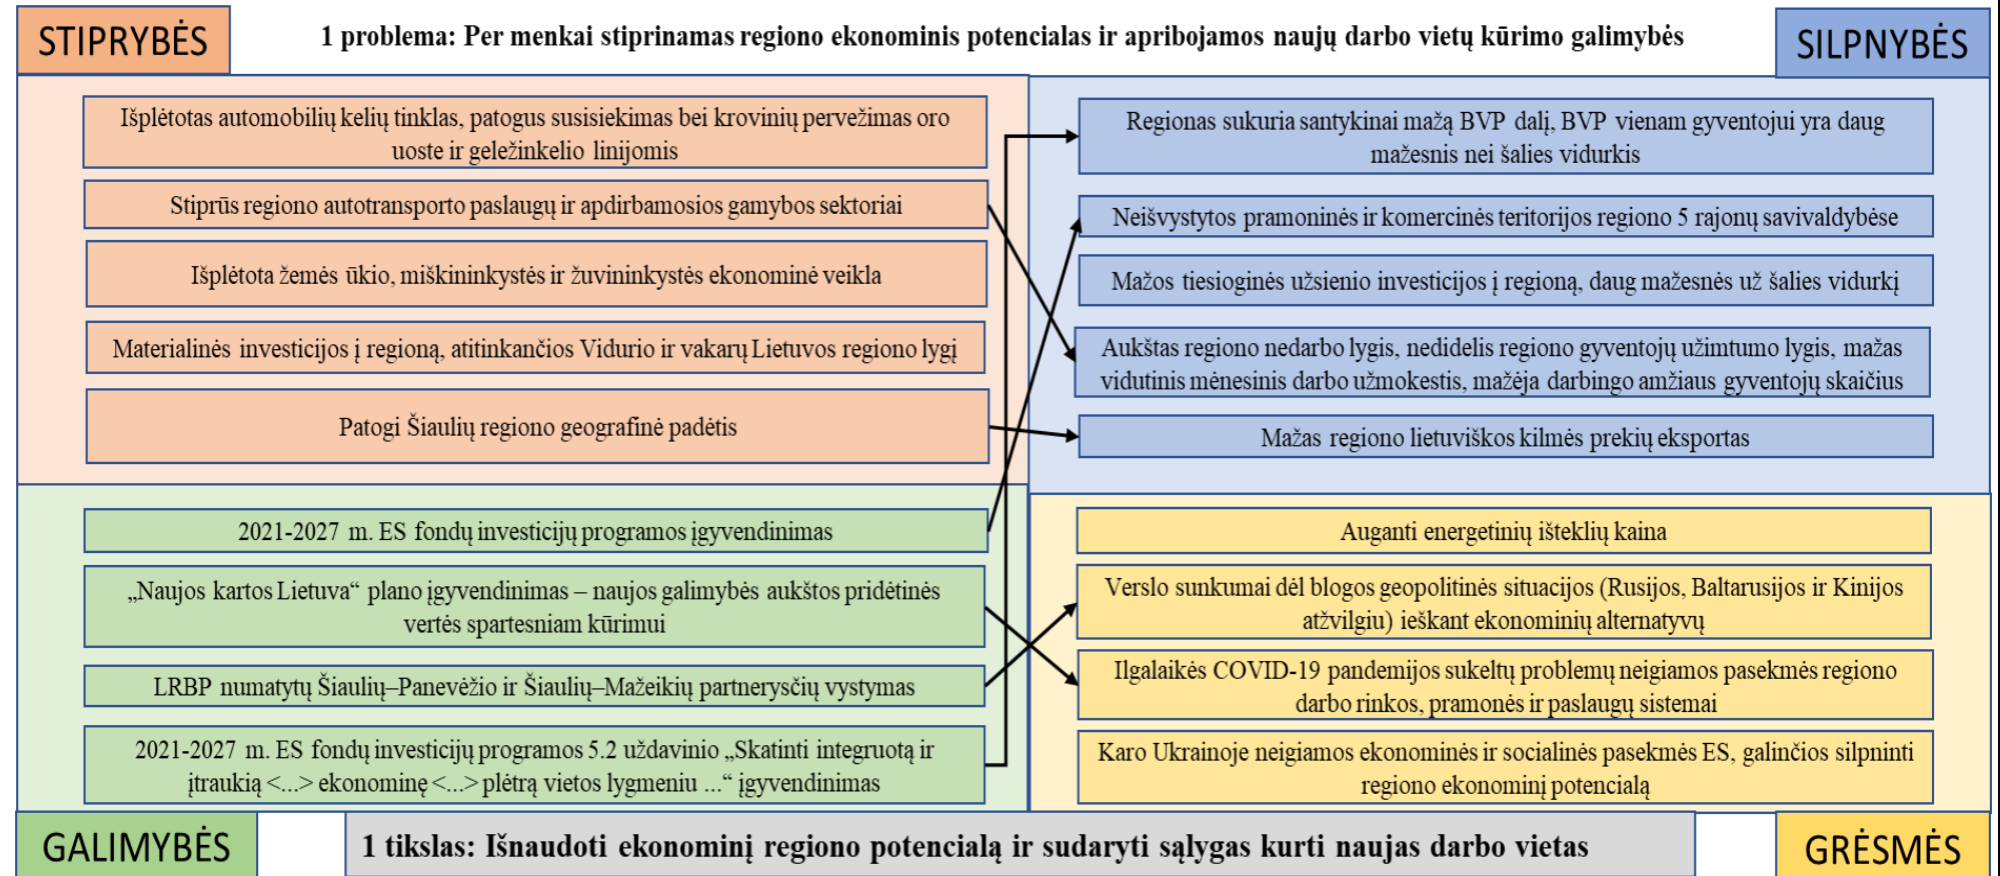 STIPRYBĖS
1 problema: Per menkai stiprinamas regiono ekonominis potencialas ir apribojamos naujų darbo vietų kūrimo galimybės
SILPNYBĖS
Išplėtotas automobilių kelių tinklas, patogus susisiekimas bei krovinių pervežimas oro
uoste ir geležinkelio linijomis
Stiprūs regiono autotransporto paslaugų ir apdirbamosios gamybos sektoriai
Išplėtota žemės ūkio, miškininkystės ir žuvininkystės ekonominė veikla
Materialinės investicijos į regioną, atitinkančios Vidurio ir vakarų Lietuvos regiono lygį
Patogi Šiaulių regiono geografinė padėtis
Regionas sukuria santykinai mažą BVP dalį, BVP vienam gyventojui yra daug
mažesnis nei šalies vidurkis
Neišvystytos pramoninės ir komercinės teritorijos regiono 5 rajonų savivaldybėse
Mažos tiesioginės užsienio investicijos į regioną, daug mažesnės už šalies vidurkį
Aukštas regiono nedarbo lygis, nedidelis regiono gyventojų užimtumo lygis, mažas
vidutinis mėnesinis darbo užmokestis, mažėja darbingo amžiaus gyventojų skaičius
Mažas regiono lietuviškos kilmės prekių eksportas
2021-2027 m. ES fondų investicijų programos įgyvendinimas
„Naujos kartos Lietuva“ plano įgyvendinimas – naujos galimybės aukštos pridėtinės
vertės spartesniam kūrimui
LRBP numatytų Šiaulių–Panevėžio ir Šiaulių–Mažeikių partnerysčių vystymas
2021-2027 m. ES fondų investicijų programos 5.2 uždavinio „Skatinti integruotą ir
įtraukią <...> ekonominę <...> plėtrą vietos lygmeniu ...“ įgyvendinimas
Auganti energetinių išteklių kaina
Verslo sunkumai dėl blogos geopolitinės situacijos (Rusijos, Baltarusijos ir Kinijos
atžvilgiu) ieškant ekonominių alternatyvų
Ilgalaikės COVID-19 pandemijos sukeltų problemų neigiamos pasekmės regiono
darbo rinkos, pramonės ir paslaugų sistemai
Karo Ukrainoje neigiamos ekonominės ir socialinės pasekmės ES, galinčios silpninti
regiono ekonominį potencialą
GALIMYBĖS
1 tikslas: Išnaudoti ekonominį regiono potencialą ir sudaryti sąlygas kurti naujas darbo vietas
GRĖSMĖS